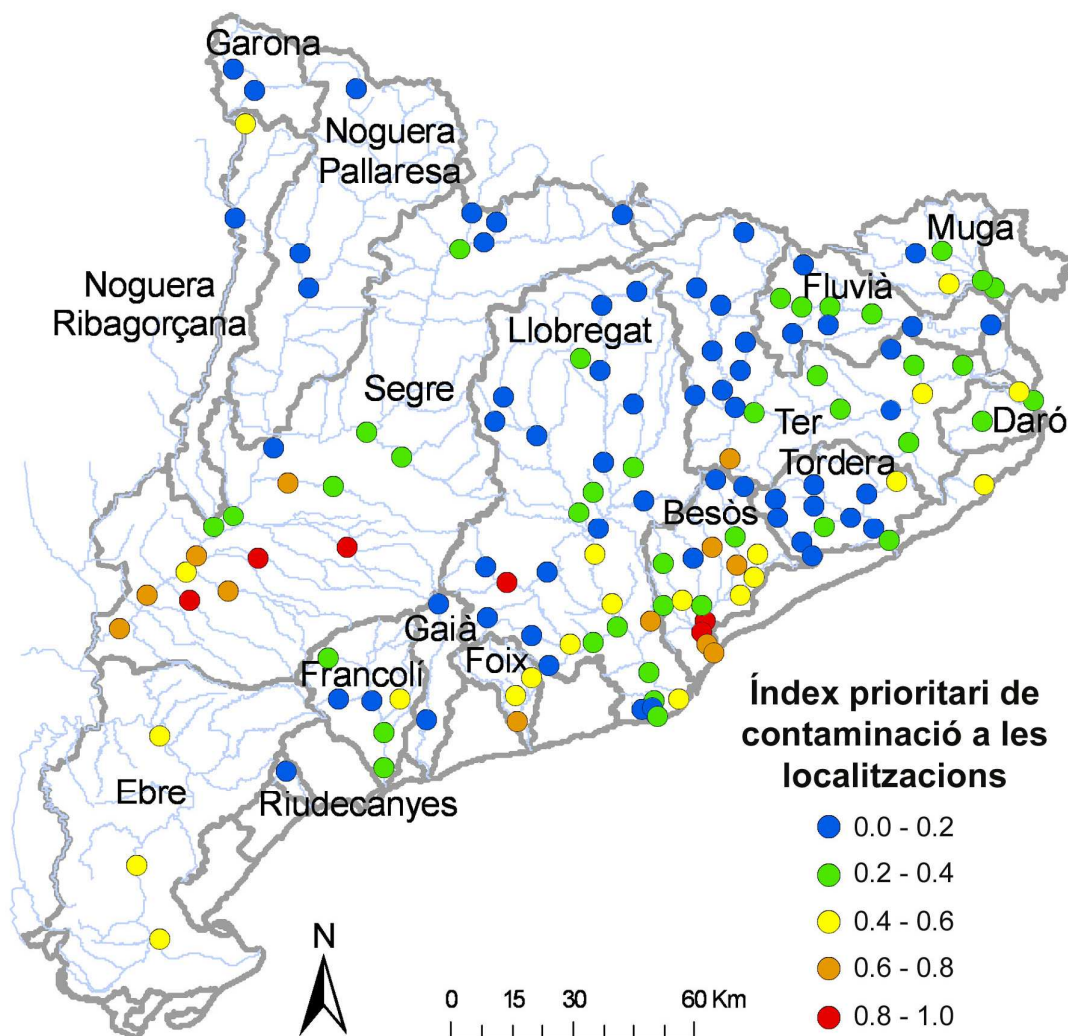 Garona
Noguera
Pallaresa
Muga
Noguera
Ribagorçana
Fluvià
Llobregat
Segre
Ter
Daró
Tordera
Besòs
Gaià
Foix
Francolí
Ebre
Riudecanyes
Índex prioritari de
contaminació a les
localitzacions
0.0 - 0.2
0.2 - 0.4
0.4 - 0.6
0.6 - 0.8
0.8 - 1.0
N
0 15 30 60 Km